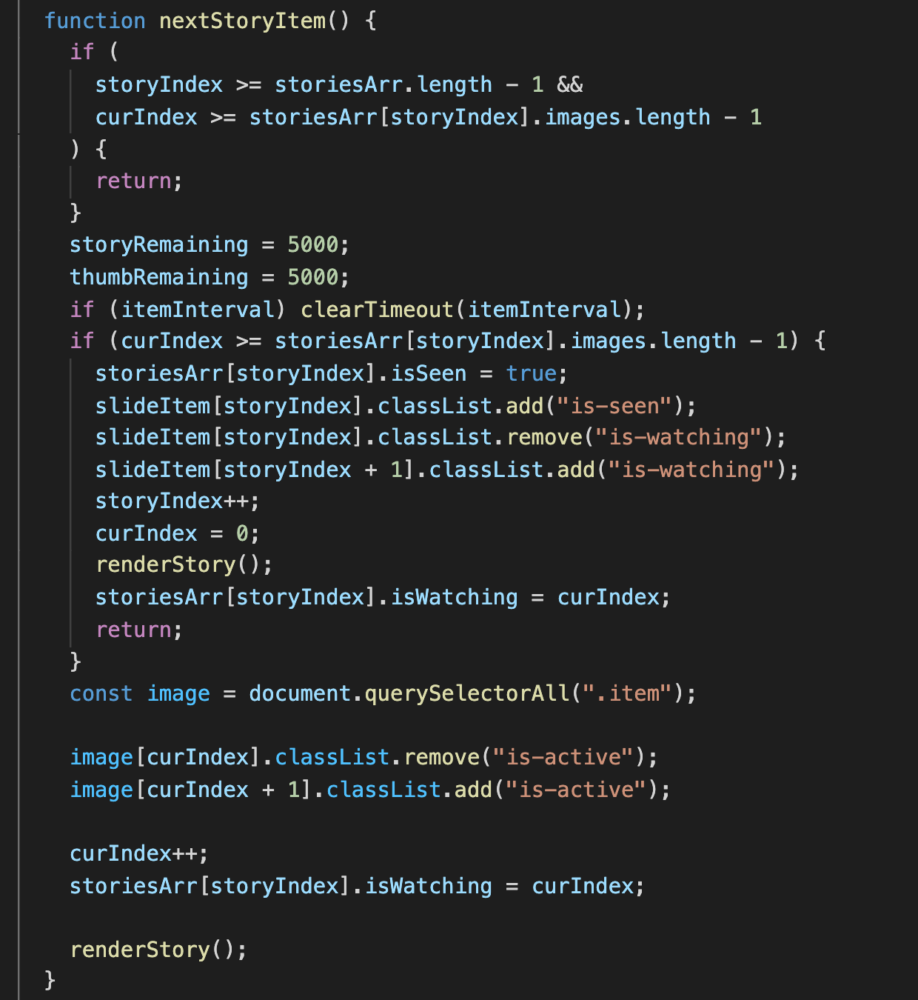 function nextStoryItem() {
  if (
    storyIndex >= storiesArr.length - 1 &&
    curIndex >= storiesArr[storyIndex].images.length - 1
  ) {
    return;
  }
  storyRemaining = 5000;
  thumbRemaining = 5000;
  if (itemInterval) clearTimeout(itemInterval);
  if (curIndex >= storiesArr[storyIndex].images.length - 1) {
    storiesArr[storyIndex].isSeen = true;
    slideItem[storyIndex].classList.add("is-seen");
    slideItem[storyIndex].classList.remove("is-watching");
    slideItem[storyIndex + 1].classList.add("is-watching");
    storyIndex++;
    curIndex = 0;
    renderStory();
    storiesArr[storyIndex].isWatching = curIndex;
    return;
  }
  const image = document.querySelectorAll(".item");

  image[curIndex].classList.remove("is-active");
  image[curIndex + 1].classList.add("is-active");

  curIndex++;
  storiesArr[storyIndex].isWatching = curIndex;

  renderStory();
}